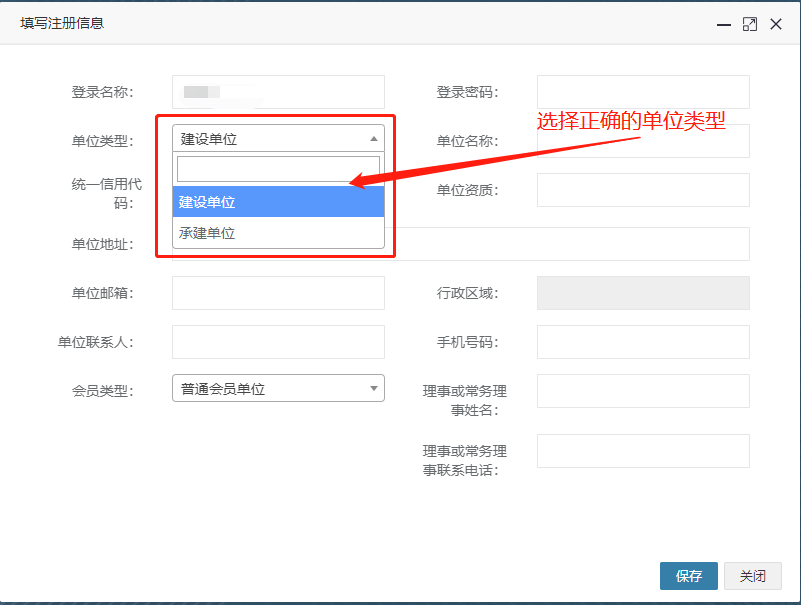 填写注册信息
登录名称：
登录密码：
选择正确的单位类型
单位类型：
建设单位
单位名称：
统一信用代
码：
建设单位
承建单位
单位资质：
单位地址：
单位邮箱：
行政区域：
单位联系人：
手机号码：
会员类型：
普通会员单位
理事或常务理
事姓名：
理事或常务理
事联系电话：
保存
关闭